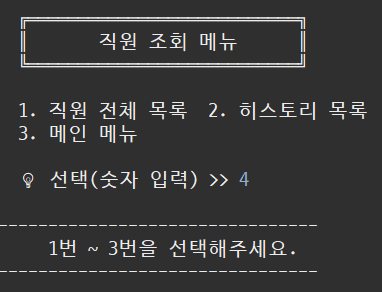 직원 조회 메뉴
1. 직원 전체 목록  2. 히스토리 목록
3. 메인 메뉴
선택(숫자 입력) >> 4
--------------------------------
1번 ~ 3번을 선택해주세요.
--------------------------------